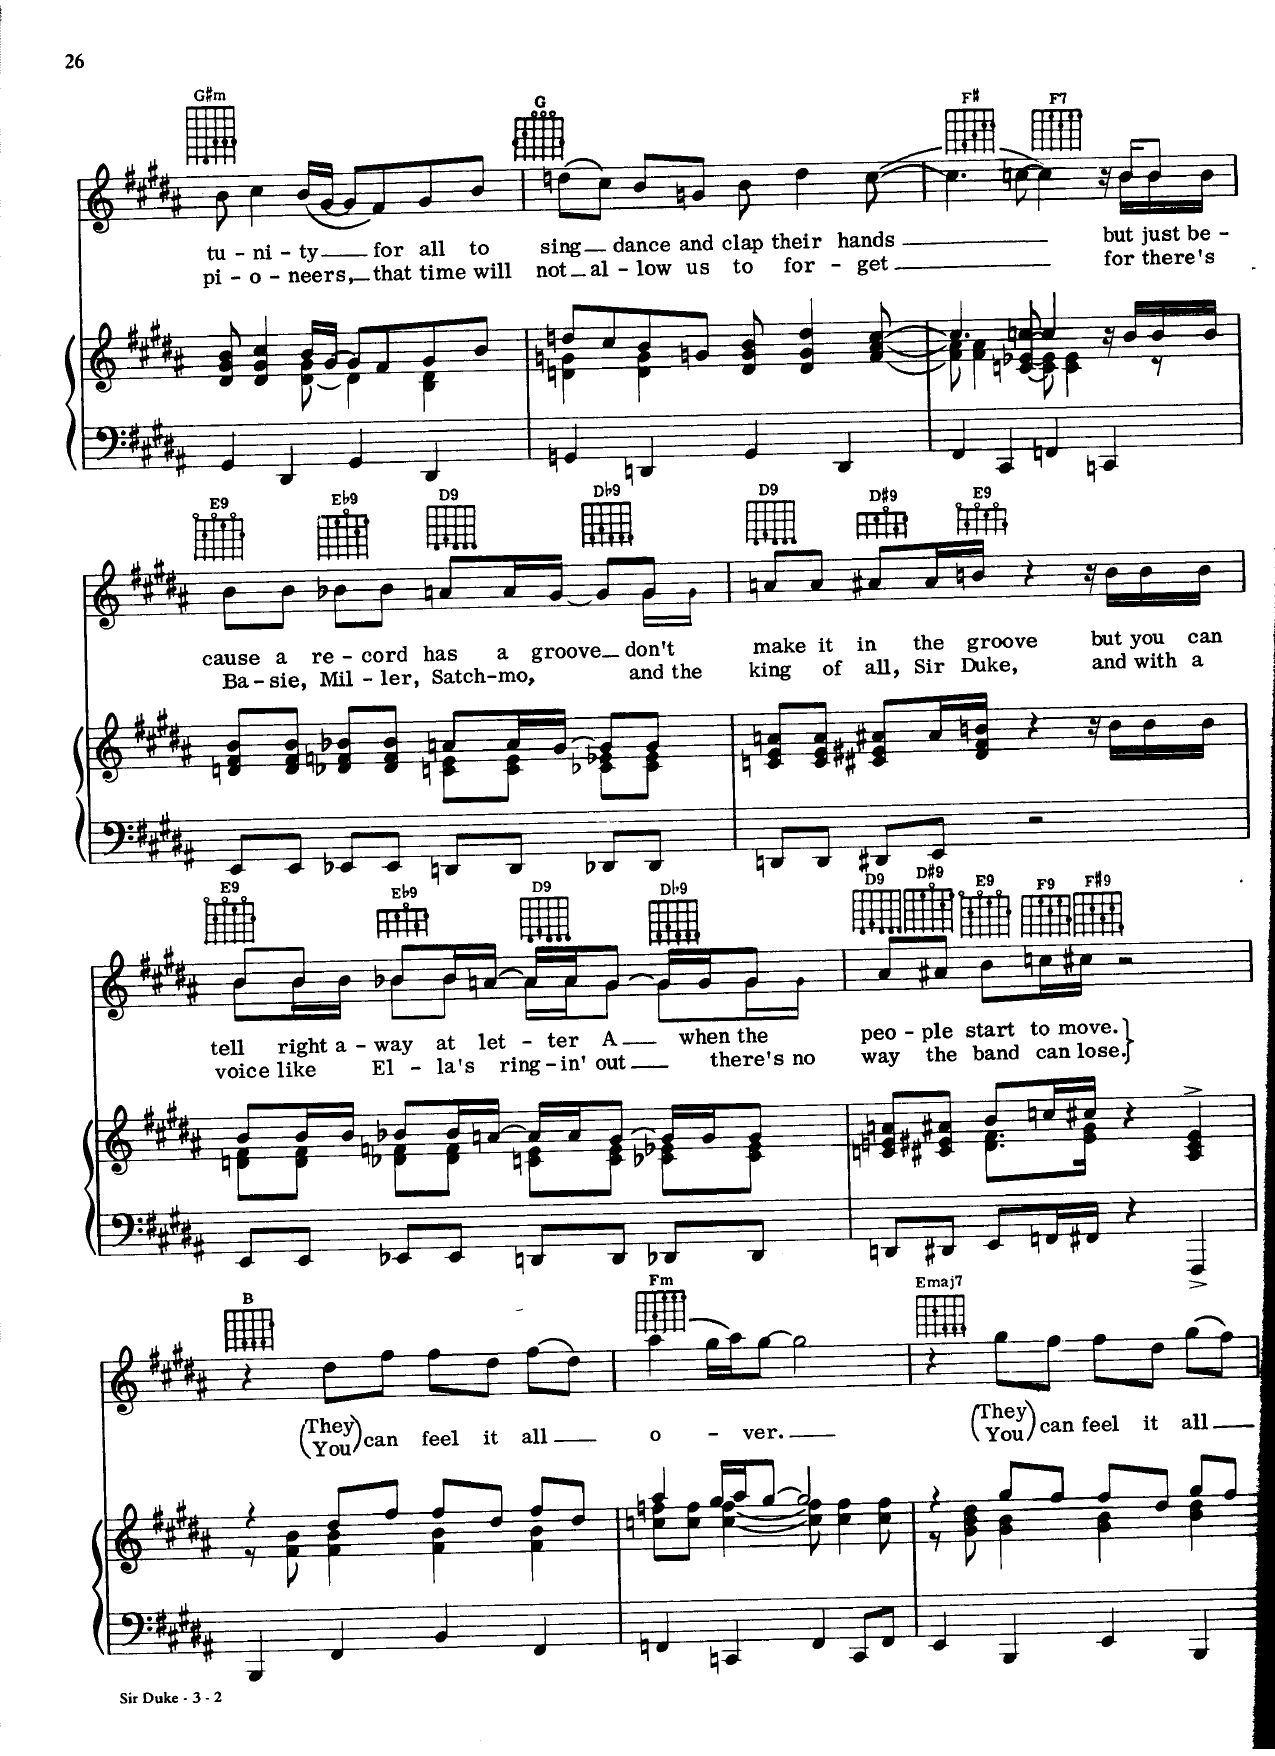 26
G#m G F# F7
tu - ni - ty for all to sing dance and clap their hands but just be -
pi - o - neers, that time will not al - low us to for - get for there's
E9 Eb9 D9 Db9 D9 D#9 E9
cause a re - cord has a groove don't make it in the groove but you can
Ba - sie, Mil - ler, Satch - mo, and the king of all, Sir Duke, and with a
E9 Eb9 D9 Db9 D9 D#9 E9 F9 F#9
tell right a - way at let - ter A when the peo - ple start to move.}
voice like El - la's ring - in' out there's no way the band can lose.}
B Fm Emaj7
(They) (They)
(You) can feel it all o - ver. (You) can feel it all
Sir Duke - 3 - 2